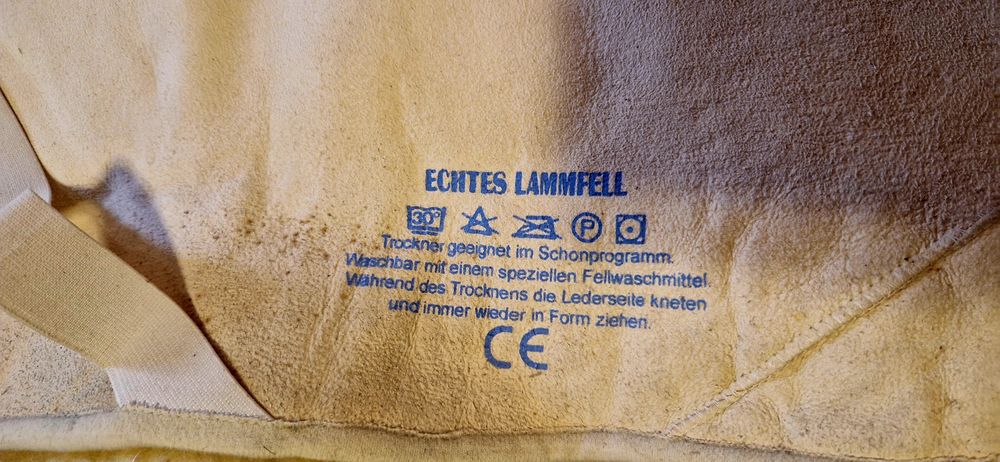 ECHTES LAMMFELL
30° P
Trockner geeignet im Schonprogramm.
Waschbar mit einem speziellen Fellwaschmittel.
Während des Trocknens die Lederseite kneten
und immer wieder in Form ziehen.
CE